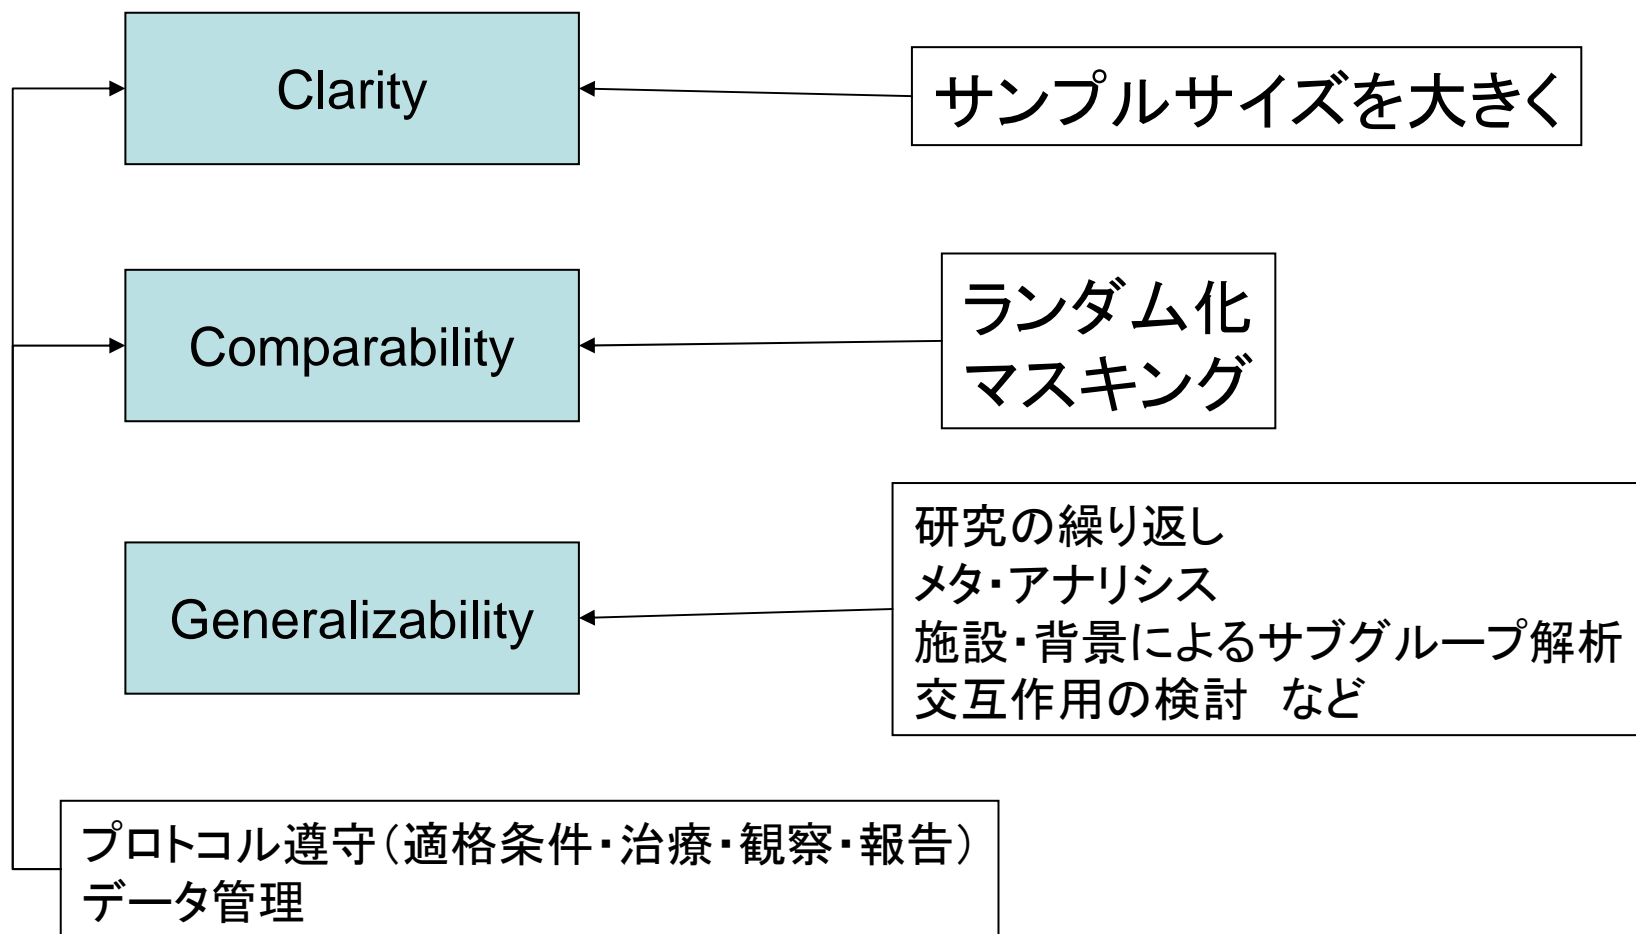 Clarity
サンプルサイズを大きく
Comparability
ランダム化
マスキング
Generalizability
研究の繰り返し
メタ・アナリシス
施設・背景によるサブグループ解析
交互作用の検討　など
プロトコル遵守（適格条件・治療・観察・報告）
データ管理